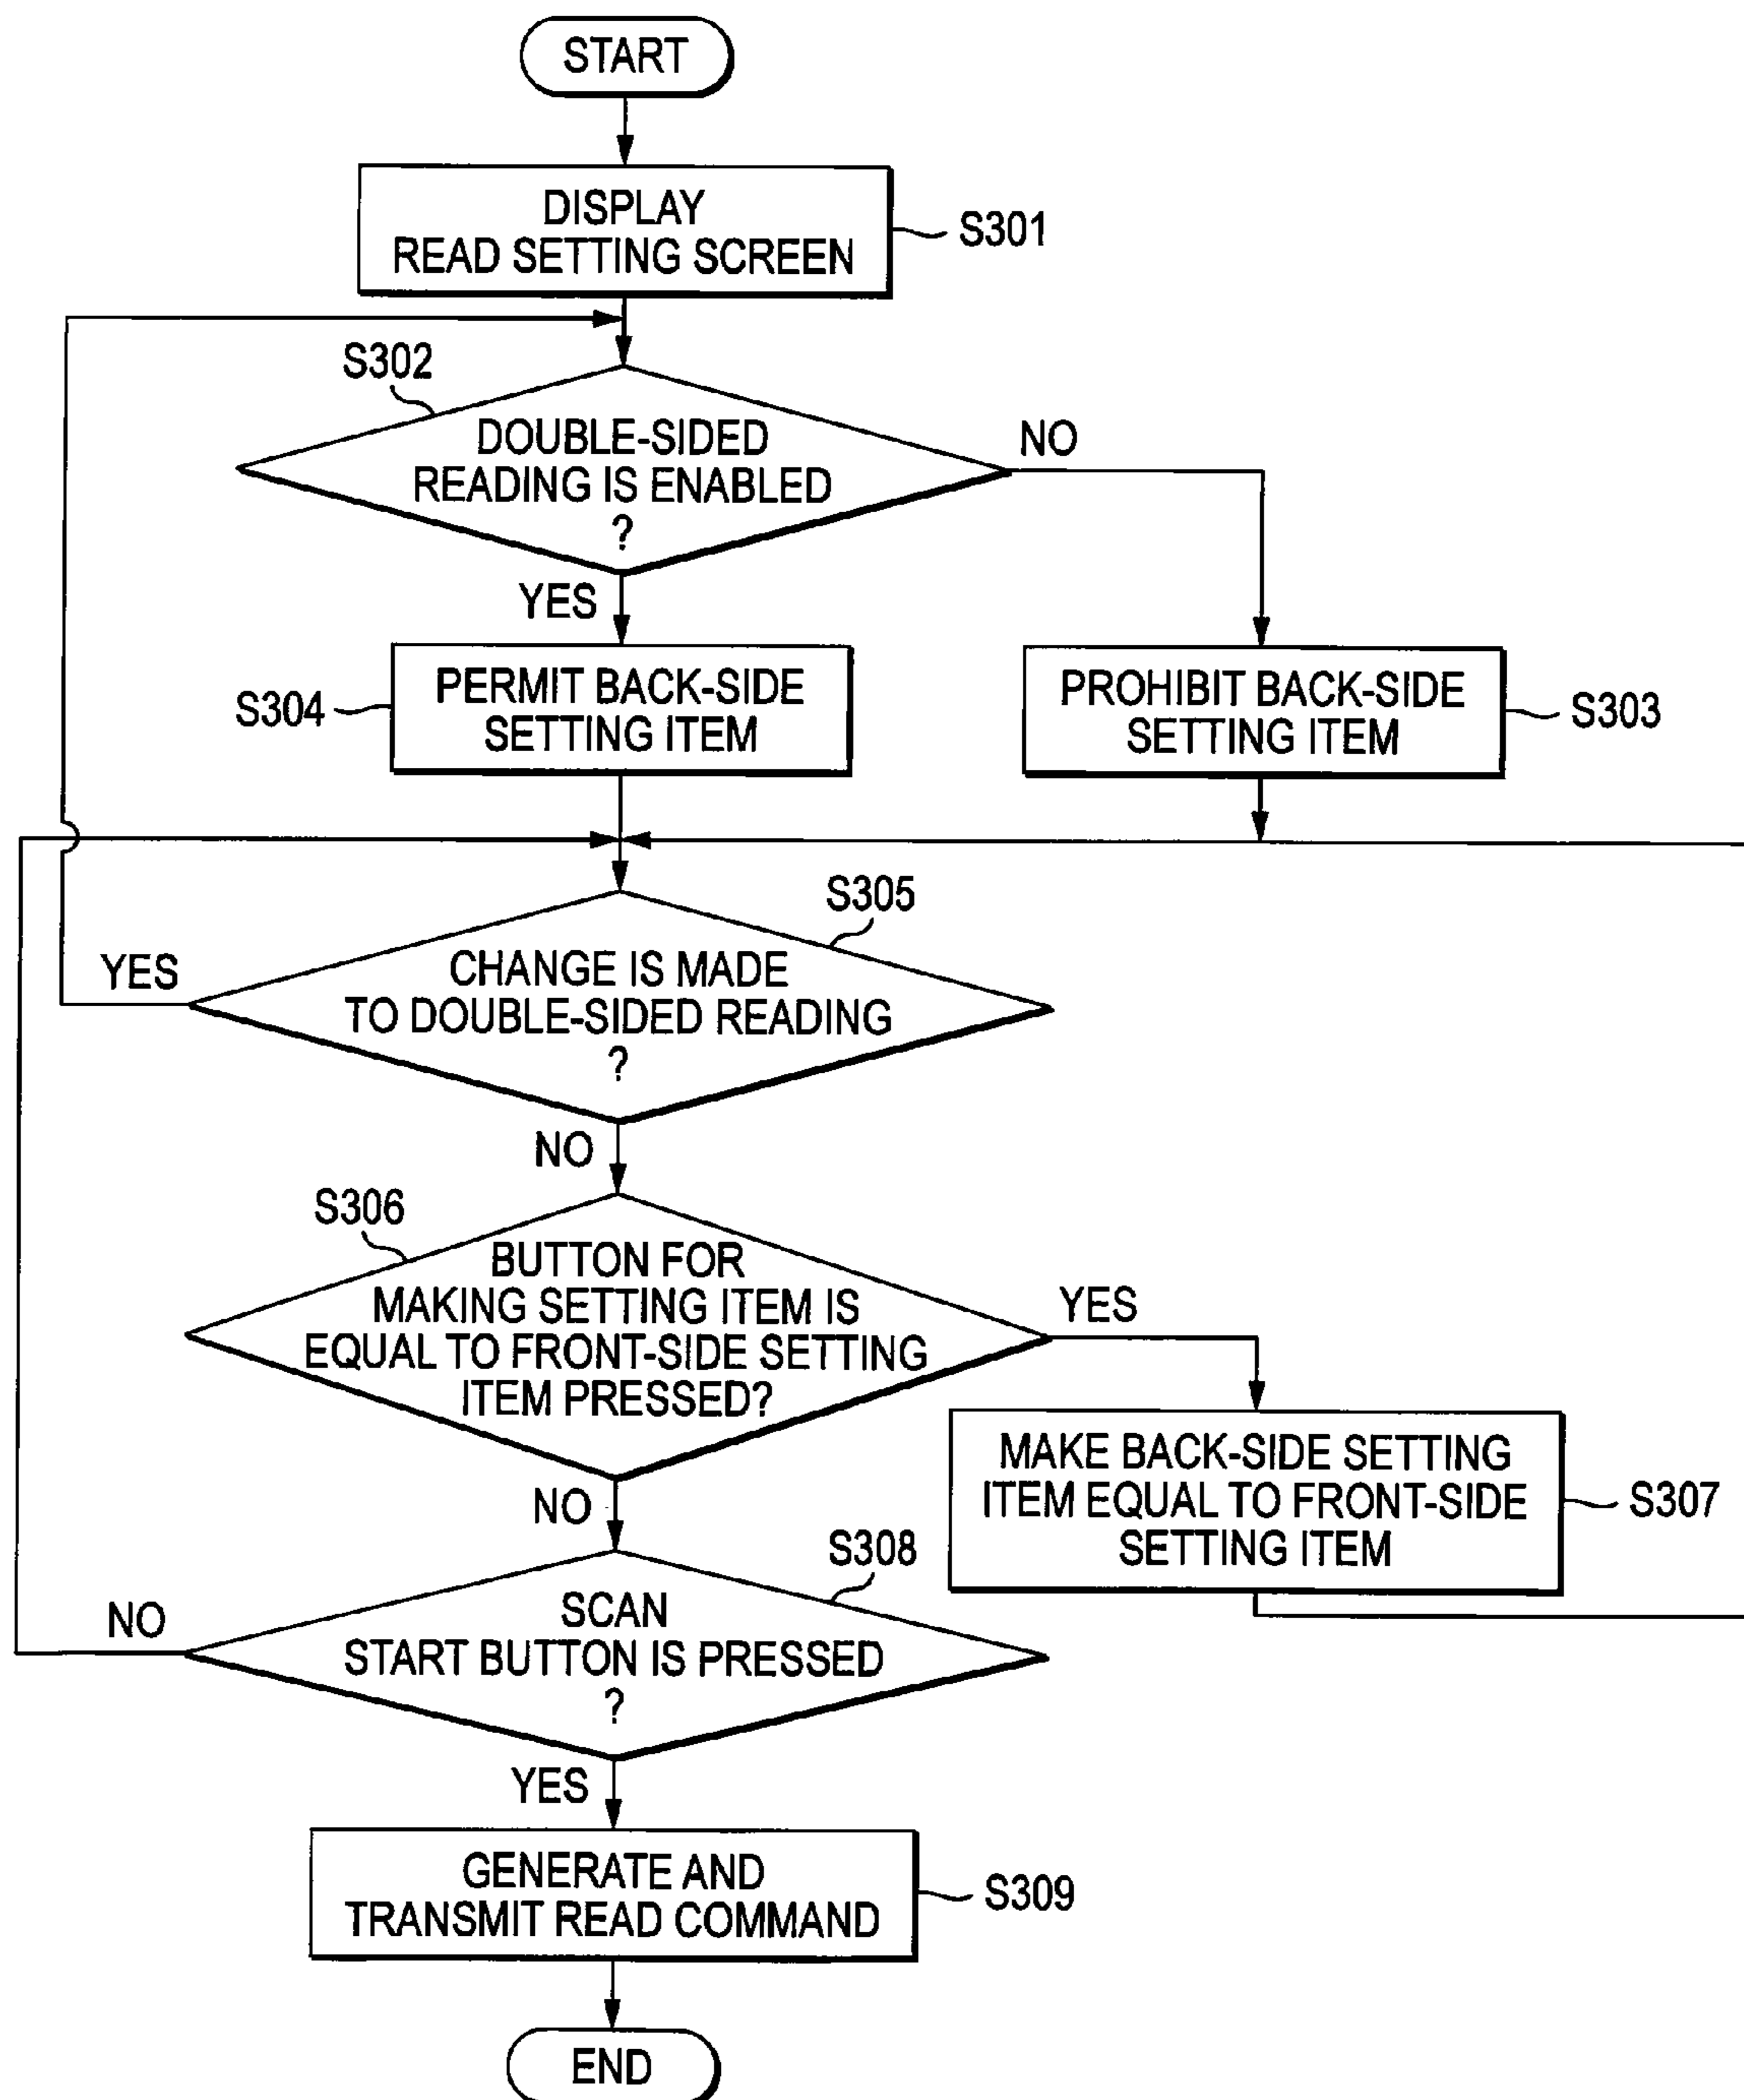 START
DISPLAY
READ SETTING SCREEN
S301
S302
DOUBLE-SIDED
READING IS ENABLED
?
NO
YES
S304
PERMIT BACK-SIDE
SETTING ITEM
PROHIBIT BACK-SIDE
SETTING ITEM
S303
S305
YES
CHANGE IS MADE
TO DOUBLE-SIDED READING
?
NO
S306
BUTTON FOR
MAKING SETTING ITEM IS
EQUAL TO FRONT-SIDE SETTING
ITEM PRESSED?
YES
NO
MAKE BACK-SIDE SETTING
ITEM EQUAL TO FRONT-SIDE
SETTING ITEM
S307
S308
NO
SCAN
START BUTTON IS PRESSED
?
YES
GENERATE AND
TRANSMIT READ COMMAND
S309
END